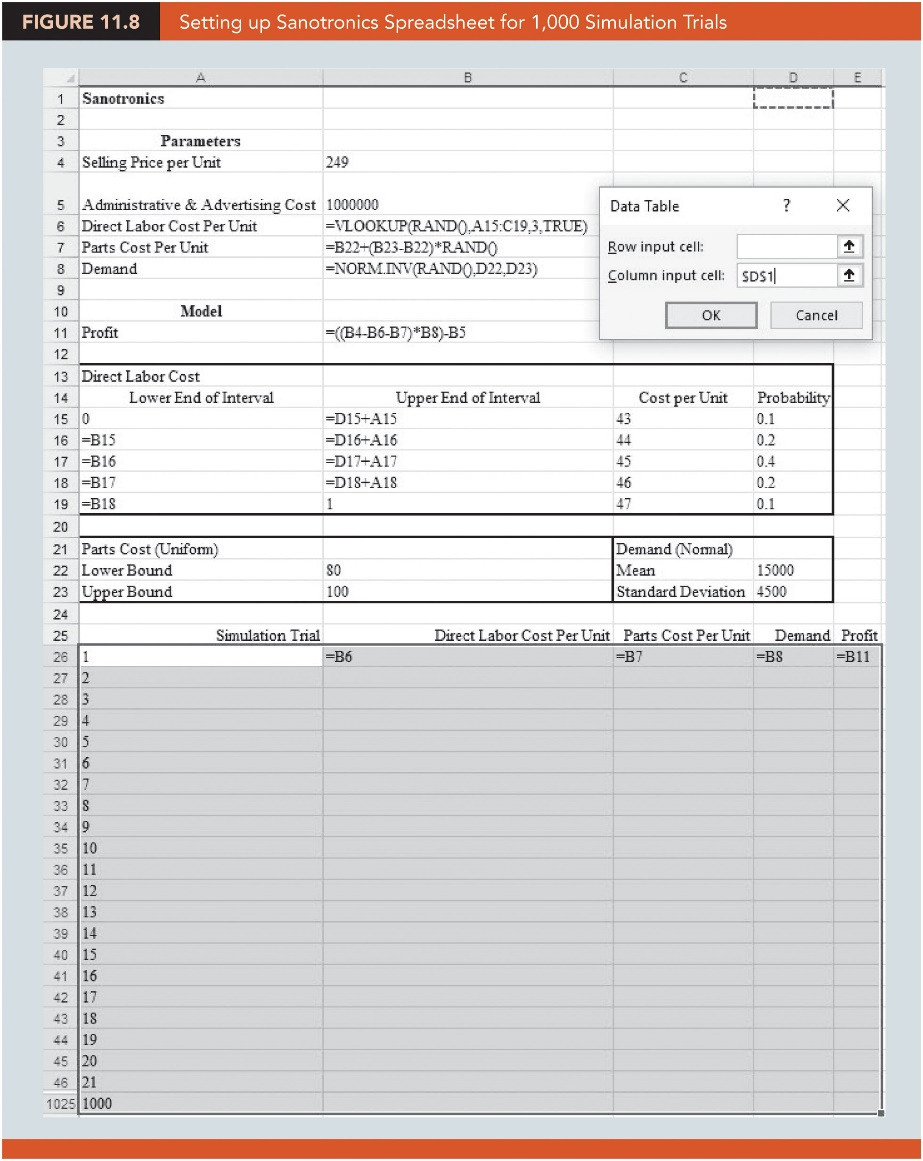 FIGURE 11.8 Setting up Sanotronics Spreadsheet for 1,000 Simulation Trials
A B C D E
1 Sanotronics
2
3 Parameters
4 Selling Price per Unit 249
5 Administrative & Advertising Cost 1000000
6 Direct Labor Cost Per Unit =VLOOKUP(RAND(),A15:C19,3,TRUE)
7 Parts Cost Per Unit =B22+(B23-B22)*RAND()
8 Demand =NORM.INV(RAND(),D22,D23)
9
10 Model
11 Profit =((B4-B6-B7)*B8)-B5
12
Data Table ? X
Row input cell:
Column input cell: $D$1
OK Cancel
13 Direct Labor Cost
14 Lower End of Interval Upper End of Interval Cost per Unit Probability
15 0 =D15+A15 43 0.1
16 =B15 =D16+A16 44 0.2
17 =B16 =D17+A17 45 0.4
18 =B17 =D18+A18 46 0.2
19 =B18 1 47 0.1
20
21 Parts Cost (Uniform) Demand (Normal)
22 Lower Bound 80 Mean 15000
23 Upper Bound 100 Standard Deviation 4500
24
25 Simulation Trial Direct Labor Cost Per Unit Parts Cost Per Unit Demand Profit
26 1 =B6 =B7 =B8 =B11
27 2
28 3
29 4
30 5
31 6
32 7
33 8
34 9
35 10
36 11
37 12
38 13
39 14
40 15
41 16
42 17
43 18
44 19
45 20
46 21
1025 1000